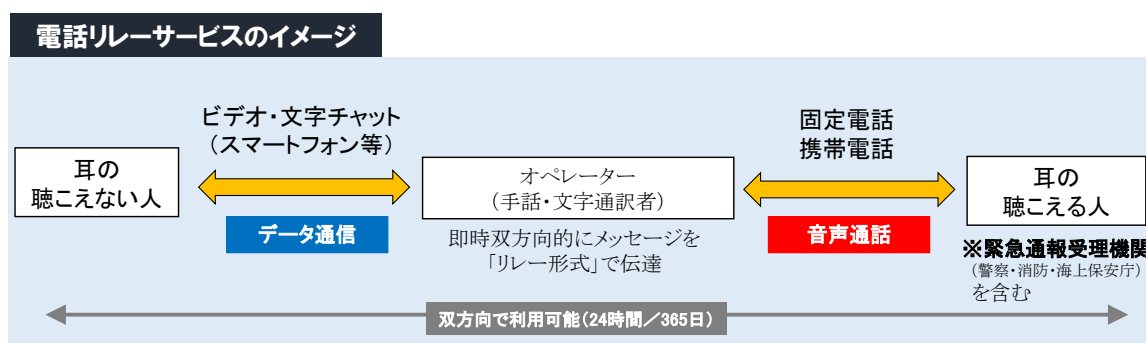 電話リレーサービスのイメージ
ビデオ・文字チャット
（スマートフォン等）
固定電話
携帯電話
耳の
聴こえない人
オペレーター
（手話・文字通訳者）
耳の
聴こえる人
データ通信
音声通話
即時双方向的にメッセージを
「リレー形式」で伝達
※緊急通報受理機関
（警察・消防・海上保安庁）
を含む
双方向で利用可能（24時間／365日）